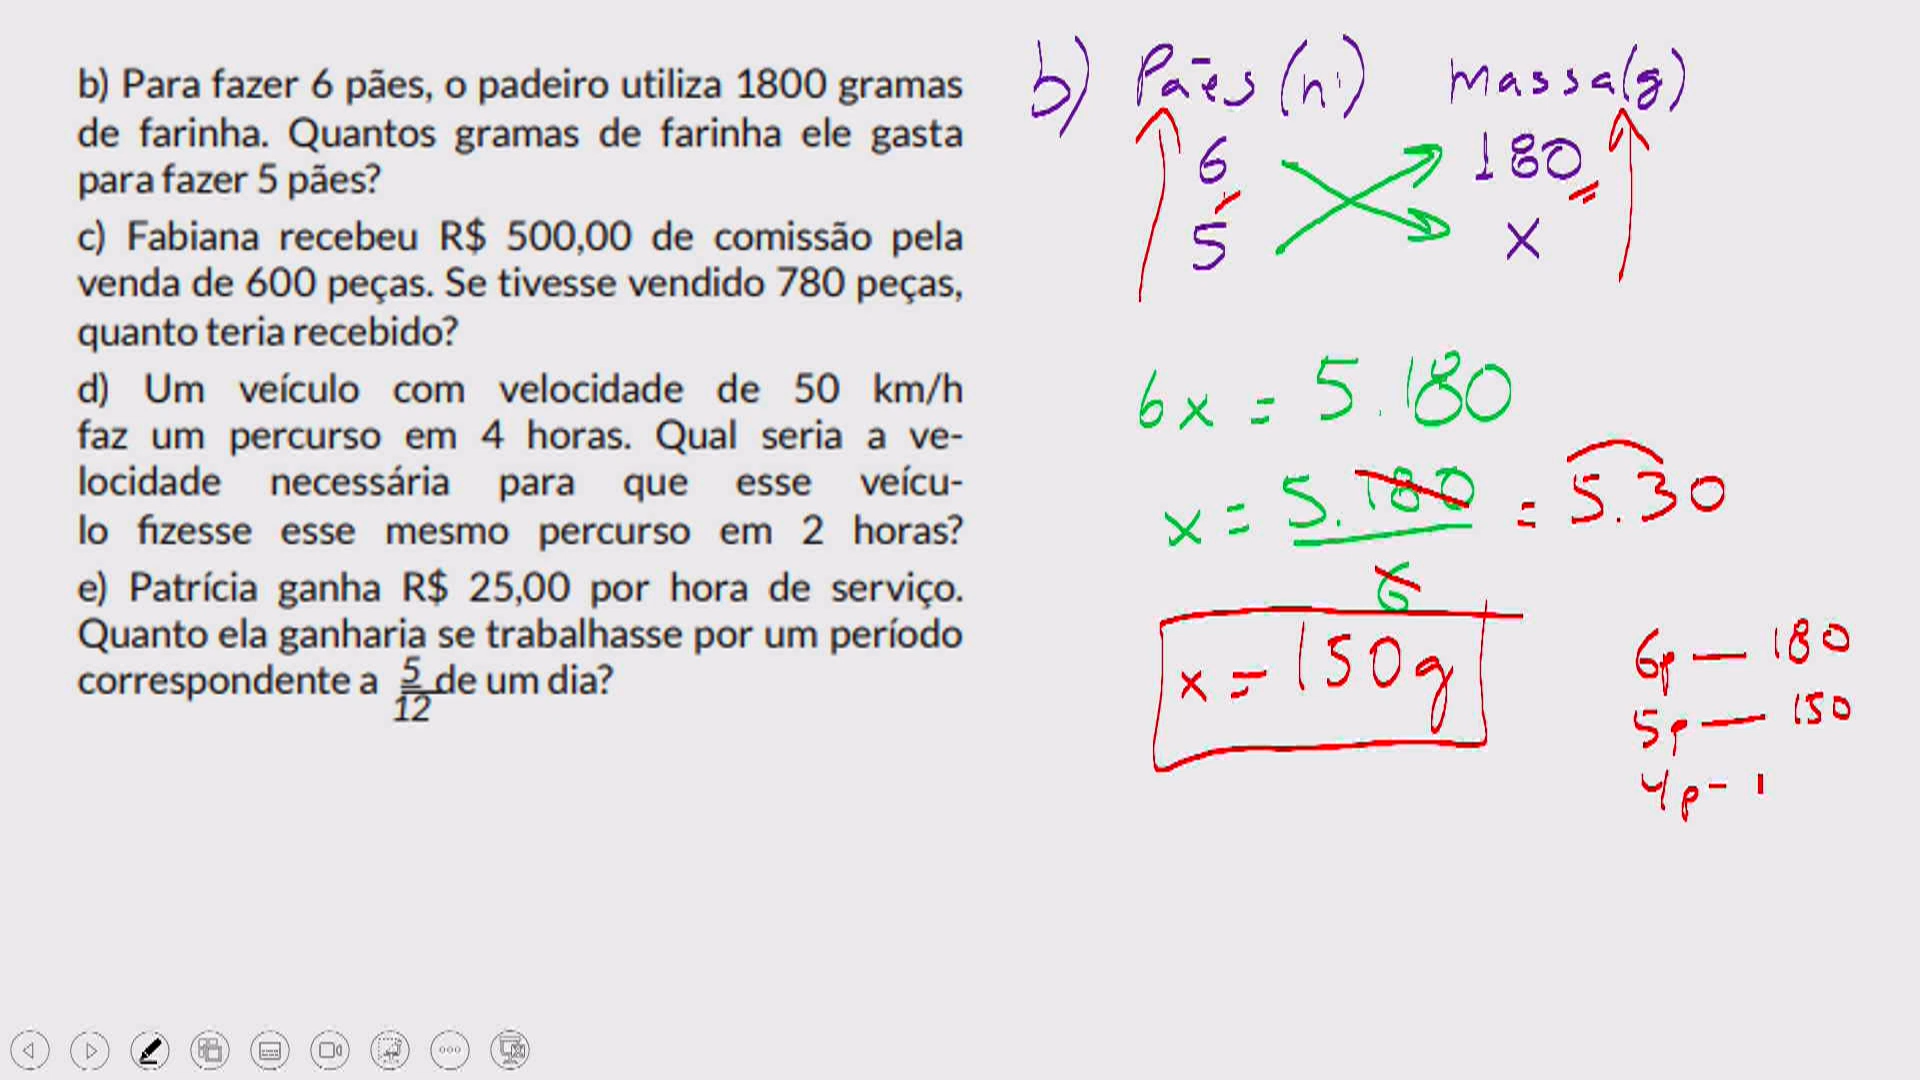 b) Para fazer 6 pães, o padeiro utiliza 1800 gramas
de farinha. Quantos gramas de farinha ele gasta
para fazer 5 pães?
c) Fabiana recebeu R$ 500,00 de comissão pela
venda de 600 peças. Se tivesse vendido 780 peças,
quanto teria recebido?
d) Um veículo com velocidade de 50 km/h
faz um percurso em 4 horas. Qual seria a ve-
locidade necessária para que esse veícu-
lo fizesse esse mesmo percurso em 2 horas?
e) Patrícia ganha R$ 25,00 por hora de serviço.
Quanto ela ganharia se trabalhasse por um período
correspondente a 5/12 de um dia?
b) Pães (nº) Massa(g)
6 180
5 x
6x = 5.180
x = 5.180/6 = 5.30
x = 150g
6p — 180
5p — 150
4p - 1